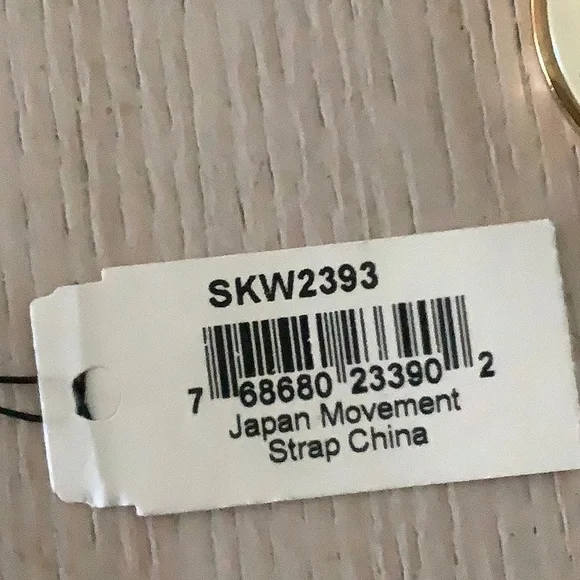 SKW2393
7 68680 23390 2
Japan Movement
Strap China